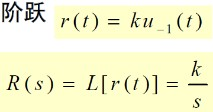 阶跃 r(t) = ku₋₁(t)
R(s) = L[r(t)] = k/s